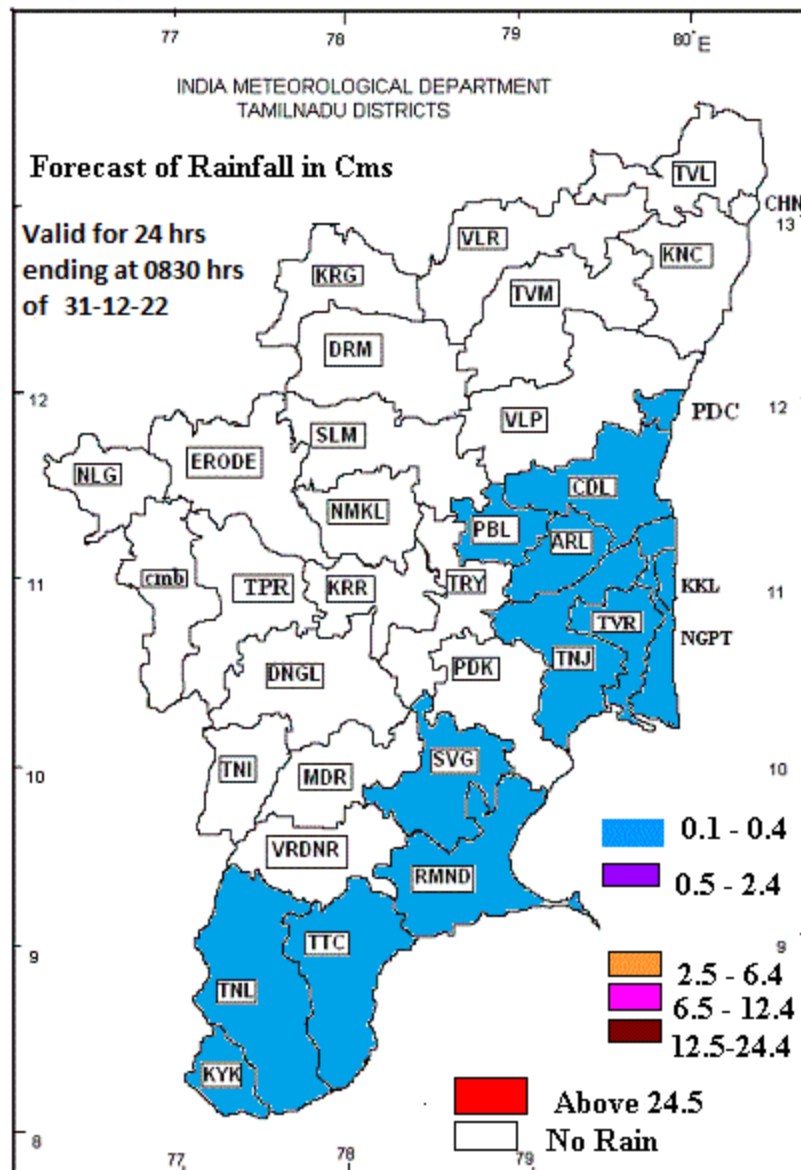 77 78 79 80°E
INDIA METEOROLOGICAL DEPARTMENT
TAMILNADU DISTRICTS
Forecast of Rainfall in Cms
TVL
CHN
13
Valid for 24 hrs
ending at 0830 hrs
of 31-12-22
VLR
KNC
KRG
TVM
DRM
12 12
PDC
VLP
SLM
ERODE
NLG
CDL
NMKL
PBL
ARL
cmb
TPR
KRR
TRY
KKL
11 11
TVR
NGPT
TNJ
DNGL
PDK
SVG
TNI
MDR
10 10
0.1 - 0.4
VRDNR
RMND
0.5 - 2.4
TTC
9 9
2.5 - 6.4
TNL
6.5 - 12.4
12.5-24.4
KYK
Above 24.5
No Rain
8
77 78 79